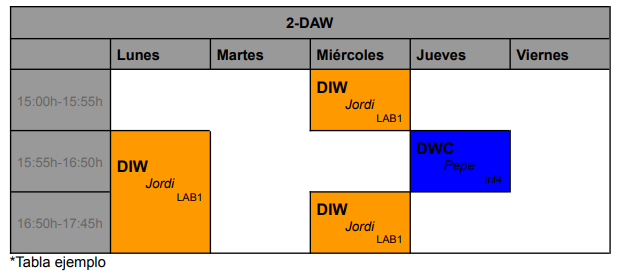 2-DAW
Lunes Martes Miércoles Jueves Viernes
15:00h-15:55h
DIW
Jordi
LAB1
15:55h-16:50h
DIW
Jordi
LAB1
DWC
Pepe
Inf4
16:50h-17:45h
DIW
Jordi
LAB1
*Tabla ejemplo